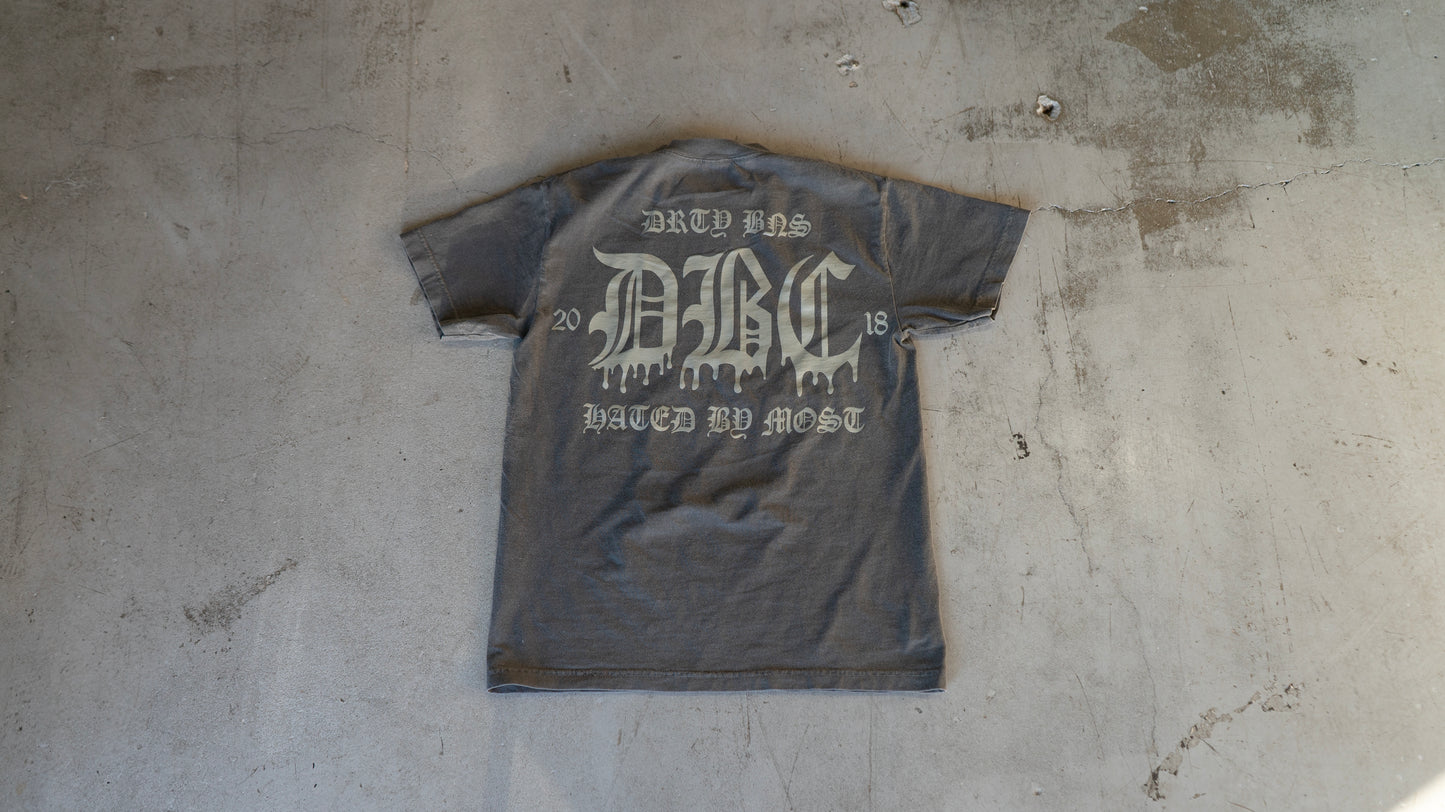 DRTY BNS
20 DBC 18
HATED BY MOST